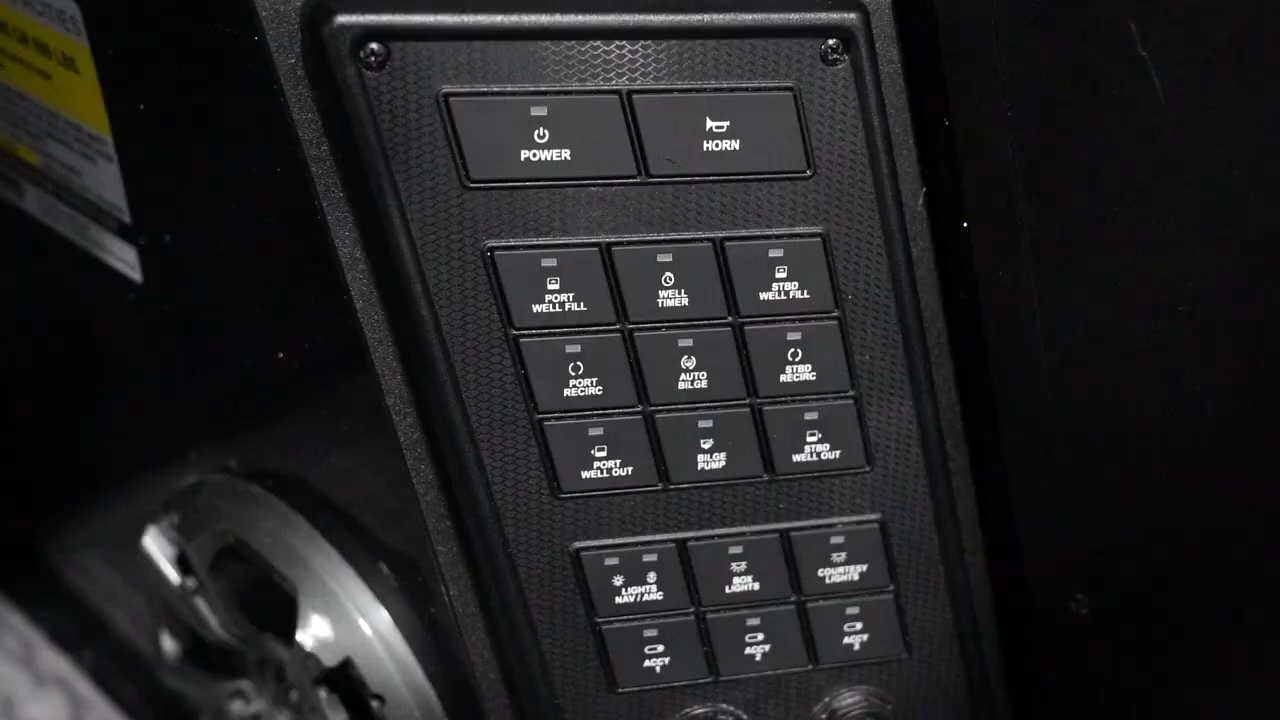 POWER
HORN
PORT
WELL FILL
WELL
TIMER
STBD
WELL FILL
PORT
RECIRC
AUTO
BILGE
STBD
RECIRC
PORT
WELL OUT
BILGE
PUMP
STBD
WELL OUT
LIGHTS
NAV / ANC
BOX
LIGHTS
COURTESY
LIGHTS
ACCY
1
ACCY
2
ACCY
3